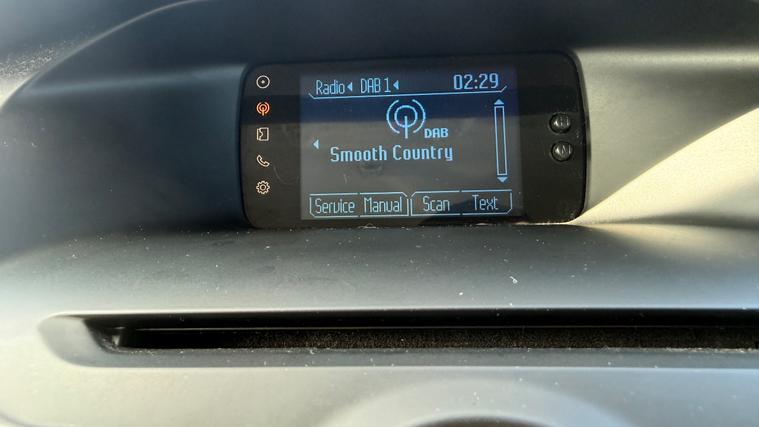 Radio DAB 1 02:29
DAB
Smooth Country
Service Manual Scan Text
H
M